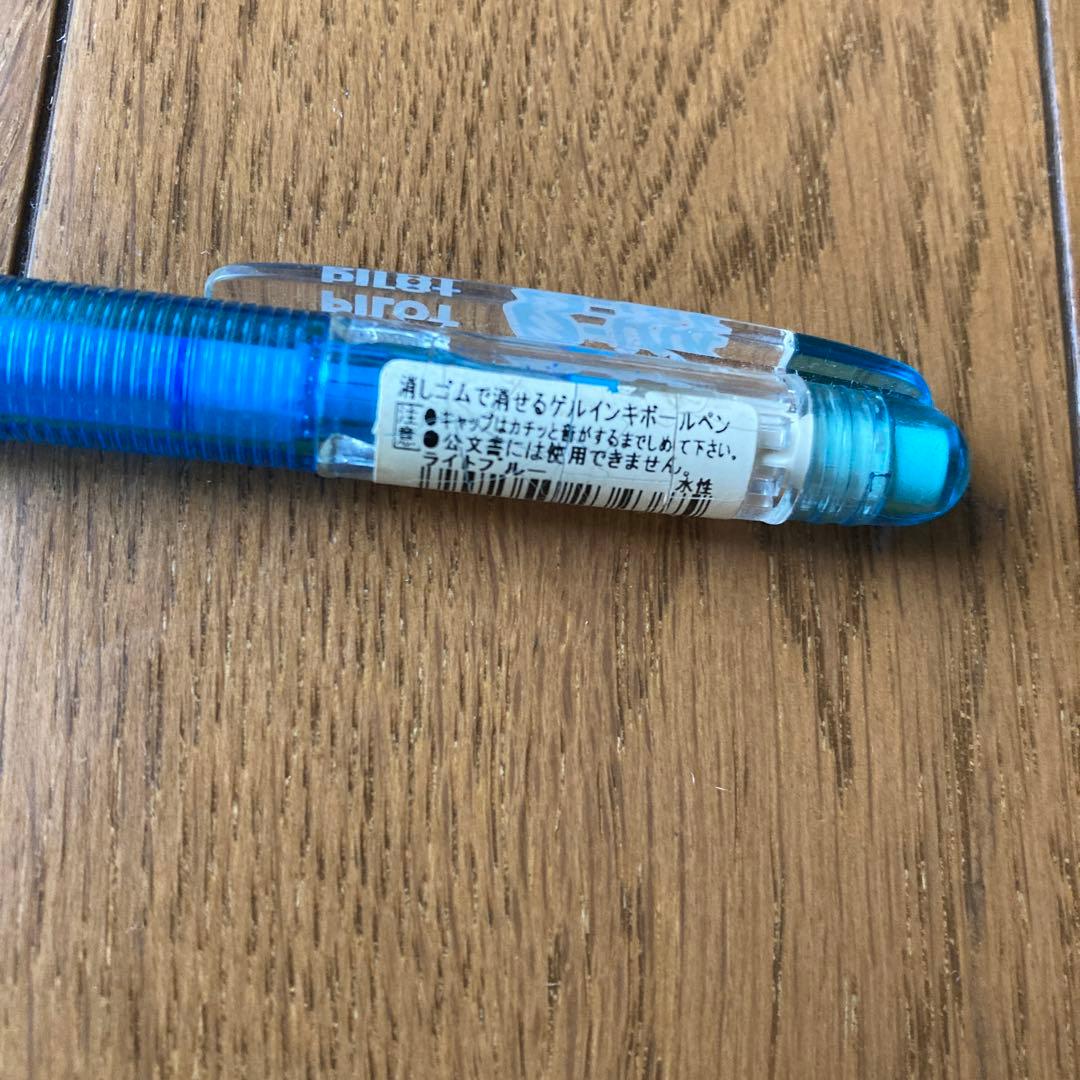 PILOT
消しゴムで消せるゲルインキボールペン
注意 ●キャップはカチッと音がするまでしめて下さい。
●公文書には使用できません。
ライトブルー 水性